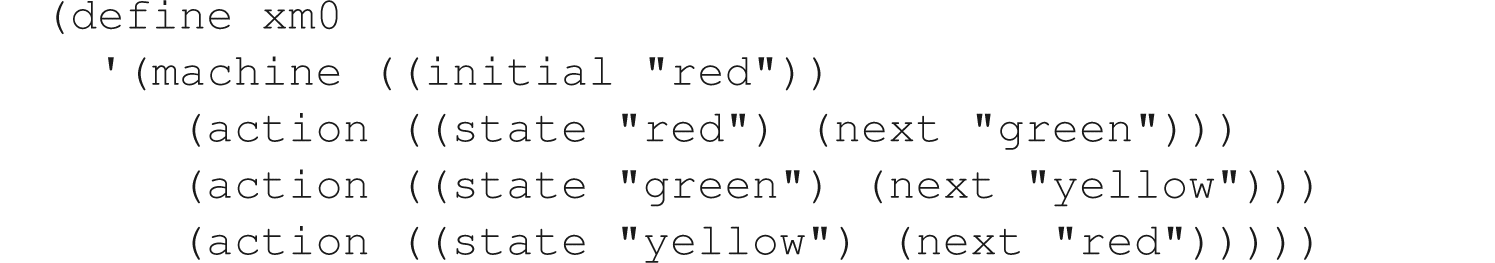 (define xm0
  '(machine ((initial "red"))
     (action ((state "red") (next "green")))
     (action ((state "green") (next "yellow")))
     (action ((state "yellow") (next "red")))))